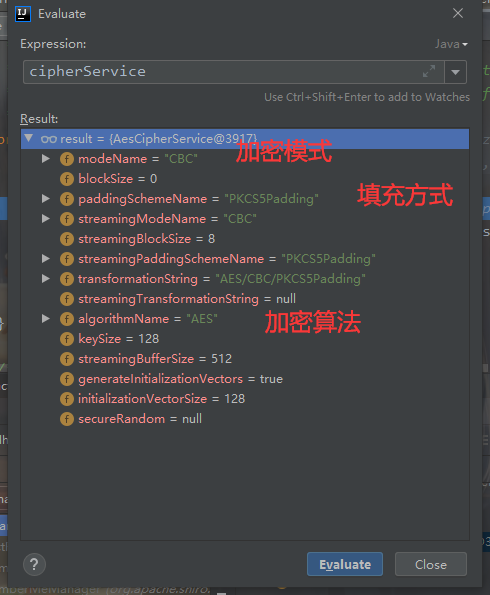 Evaluate
Expression:
Java
cipherService
Use Ctrl+Shift+Enter to add to Watches
Result:
result = {AesCipherService@3917}
modeName = "CBC"
加密模式
blockSize = 0
paddingSchemeName = "PKCS5Padding"
填充方式
streamingModeName = "CBC"
streamingBlockSize = 8
streamingPaddingSchemeName = "PKCS5Padding"
transformationString = "AES/CBC/PKCS5Padding"
streamingTransformationString = null
algorithmName = "AES"
加密算法
keySize = 128
streamingBufferSize = 512
generateInitializationVectors = true
initializationVectorSize = 128
secureRandom = null
?
Evaluate
Close